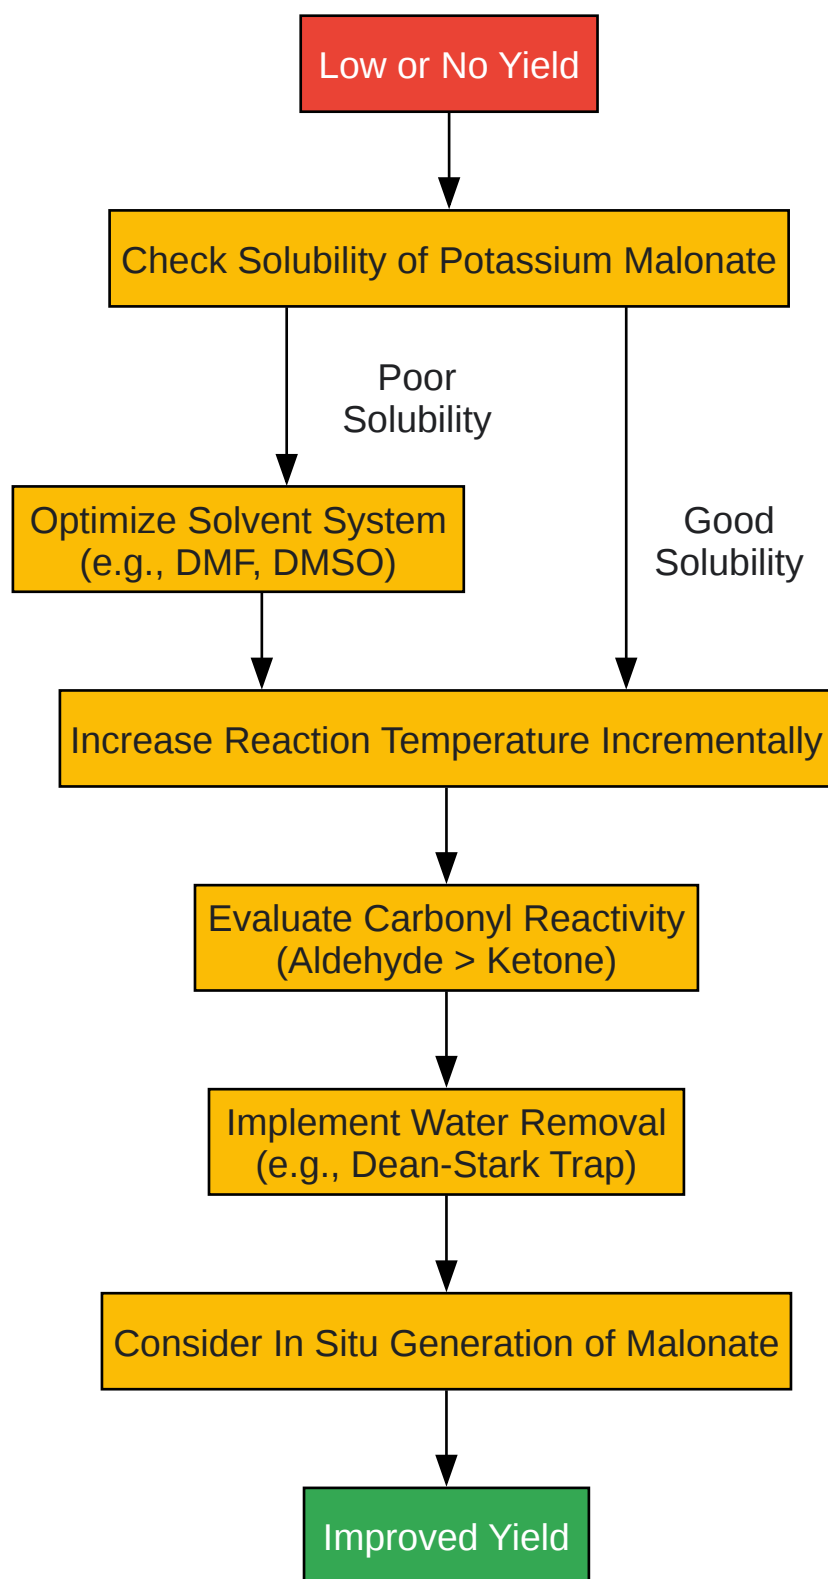 Low or No Yield
Check Solubility of Potassium Malonate
Poor
Solubility
Optimize Solvent System
(e.g., DMF, DMSO)
Good
Solubility
Increase Reaction Temperature Incrementally
Evaluate Carbonyl Reactivity
(Aldehyde > Ketone)
Implement Water Removal
(e.g., Dean-Stark Trap)
Consider In Situ Generation of Malonate
Improved Yield